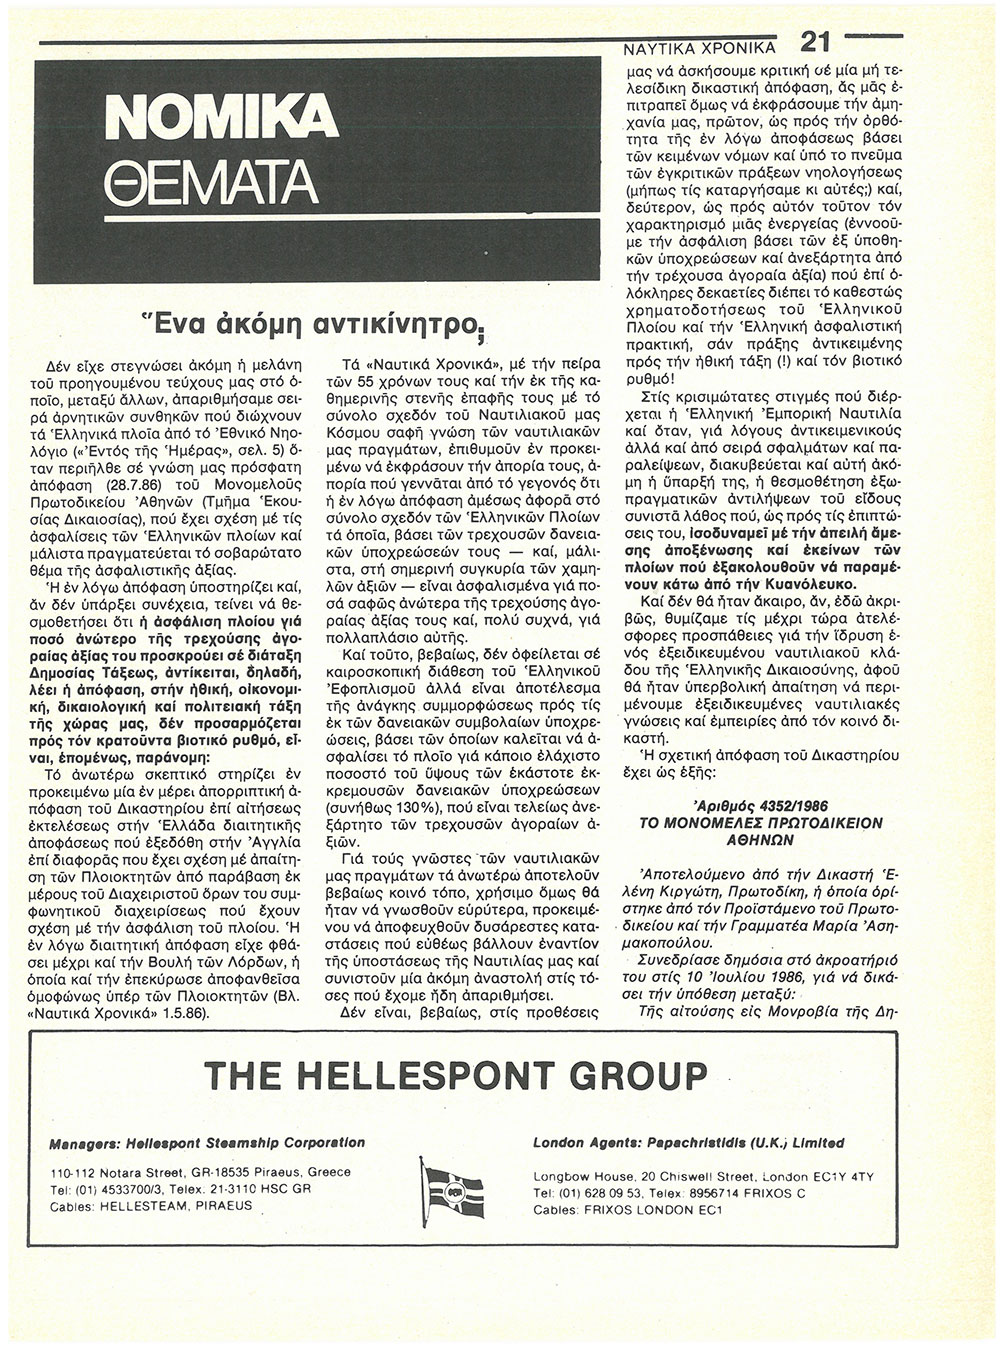 ΝΑΥΤΙΚΑ ΧΡΟΝΙΚΑ 21
ΝΟΜΙΚΑ
ΘΕΜΑΤΑ
Ἕνα ἀκόμη αντικίνητρο;
Δέν εἶχε στεγνώσει ἀκόμη ἡ μελάνη
τοῦ προηγουμένου τεύχους μας στό ὁ-
ποῖο, μεταξύ ἄλλων, ἀπαριθμήσαμε σει-
ρά ἀρνητικῶν συνθηκῶν πού διώχνουν
τά Ἑλληνικά πλοῖα ἀπό τό Ἐθνικό Νηο-
λόγιο («Ἐντός τῆς Ἡμέρας», σελ. 5) ὅ-
ταν περιῆλθε σέ γνώση μας πρόσφατη
ἀπόφαση (28.7.86) τοῦ Μονομελοῦς
Πρωτοδικείου Ἀθηνῶν (Τμῆμα Ἑκου-
σίας Δικαιοσίας), πού ἔχει σχέση μέ τίς
ἀσφαλίσεις τῶν Ἑλληνικῶν πλοίων καί
μάλιστα πραγματεύεται τό σοβαρώτατο
θέμα τῆς ἀσφαλιστικῆς ἀξίας.
Ἡ ἐν λόγω ἀπόφαση ὑποστηρίζει καί,
ἄν δέν ὑπάρξει συνέχεια, τείνει νά θε-
σμοθετήσει ὅτι ἡ ἀσφάλιση πλοίου γιά
ποσό ἀνώτερο τῆς τρεχούσης ἀγο-
ραίας ἀξίας του προσκρούει σέ διάταξη
Δημοσίας Τάξεως, ἀντίκειται, δηλαδή,
λέει ἡ ἀπόφαση, στήν ἠθική, οἰκονομι-
κή, δικαιολογική καί πολιτειακή τάξη
τῆς χώρας μας, δέν προσαρμόζεται
πρός τόν κρατοῦντα βιοτικό ρυθμό, εἶ-
ναι, ἑπομένως, παράνομη:
Τό ἀνωτέρω σκεπτικό στηρίζει ἐν
προκειμένω μία ἐν μέρει ἀπορριπτική ἀ-
πόφαση τοῦ Δικαστηρίου ἐπί αἰτήσεως
ἐκτελέσεως στήν Ἑλλάδα διαιτητικῆς
ἀποφάσεως πού ἐξεδόθη στήν Ἀγγλία
ἐπί διαφορᾶς που ἔχει σχέση μέ ἀπαίτη-
ση τῶν Πλοιοκτητῶν ἀπό παράβαση ἐκ
μέρους τοῦ Διαχειριστοῦ ὅρων του συμ-
φωνητικοῦ διαχειρίσεως πού ἔχουν
σχέση μέ τήν ἀσφάλιση τοῦ πλοίου. Ἡ
ἐν λόγω διαιτητική ἀπόφαση εἶχε φθά-
σει μέχρι καί τήν Βουλή τῶν Λόρδων, ἡ
ὁποία καί τήν ἐπεκύρωσε ἀποφανθεῖσα
ὁμοφώνως ὑπέρ τῶν Πλοιοκτητῶν (Βλ.
«Ναυτικά Χρονικά» 1.5.86).
Τά «Ναυτικά Χρονικά», μέ τήν πείρα
τῶν 55 χρόνων τους καί τήν ἐκ τῆς κα-
θημερινῆς στενῆς ἐπαφῆς τους μέ τό
σύνολο σχεδόν τοῦ Ναυτιλιακοῦ μας
Κόσμου σαφῆ γνώση τῶν ναυτιλιακῶν
μας πραγμάτων, ἐπιθυμοῦν ἐν προκει-
μένω νά ἐκφράσουν τήν ἀπορία τους, ἀ-
πορία πού γεννᾶται ἀπό τό γεγονός ὅτι
ἡ ἐν λόγω ἀπόφαση ἀμέσως ἀφορᾶ στό
σύνολο σχεδόν τῶν Ἑλληνικῶν Πλοίων
τά ὁποῖα, βάσει τῶν τρεχουσῶν δανεια-
κῶν ὑποχρεώσεών τους — καί, μάλι-
στα, στή σημερινή συγκυρία τῶν χαμη-
λῶν ἀξιῶν — εἶναι ἀσφαλισμένα γιά πο-
σά σαφῶς ἀνώτερα τῆς τρεχούσης ἀγο-
ραίας ἀξίας τους καί, πολύ συχνά, γιά
πολλαπλάσιο αὐτῆς.
Καί τοῦτο, βεβαίως, δέν ὀφείλεται σέ
καιροσκοπική διάθεση τοῦ Ἑλληνικοῦ
Ἐφοπλισμοῦ ἀλλά εἶναι ἀποτέλεσμα
τῆς ἀνάγκης συμμορφώσεως πρός τίς
ἐκ τῶν δανειακῶν συμβολαίων ὑποχρε-
ώσεις, βάσει τῶν ὁποίων καλεῖται νά ἀ-
σφαλίσει τό πλοῖο γιά κάποιο ἐλάχιστο
ποσοστό τοῦ ὕψους τῶν ἑκάστοτε ἐκ-
κρεμουσῶν δανειακῶν ὑποχρεώσεων
(συνήθως 130%), πού εἶναι τελείως ἀνε-
ξάρτητο τῶν τρεχουσῶν ἀγοραίων ἀ-
ξιῶν.
Γιά τούς γνῶστες τῶν ναυτιλιακῶν
μας πραγμάτων τά ἀνωτέρω ἀποτελοῦν
βεβαίως κοινό τόπο, χρήσιμο ὅμως θά
ἦταν νά γνωσθοῦν εὐρύτερα, προκειμέ-
νου νά ἀποφευχθοῦν δυσάρεστες κατα-
στάσεις πού εὐθέως βάλλουν ἐναντίον
τῆς ὑποστάσεως τῆς Ναυτιλίας μας καί
συνιστοῦν μία ἀκόμη ἀναστολή στίς τό-
σες πού ἔχομε ἤδη ἀπαριθμήσει.
Δέν εἶναι, βεβαίως, στίς προθέσεις
μας νά ἀσκήσουμε κριτική σέ μία μή τε-
λεσίδικη δικαστική ἀπόφαση, ἄς μᾶς ἐ-
πιτραπεῖ ὅμως νά ἐκφράσουμε τήν ἀμη-
χανία μας, πρῶτον, ὡς πρός τήν ὀρθό-
τητα τῆς ἐν λόγω ἀποφάσεως βάσει
τῶν κειμένων νόμων καί ὑπό το πνεῦμα
τῶν ἐγκριτικῶν πράξεων νηολογήσεως
(μήπως τίς καταργήσαμε κι αὐτές;) καί,
δεύτερον, ὡς πρός αὐτόν τοῦτον τόν
χαρακτηρισμό μιᾶς ἐνεργείας (ἐννοοῦ-
με τήν ἀσφάλιση βάσει τῶν ἐξ ὑποθη-
κῶν ὑποχρεώσεων καί ἀνεξάρτητα ἀπό
τήν τρέχουσα ἀγοραία ἀξία) πού ἐπί ὁ-
λόκληρες δεκαετίες διέπει τό καθεστώς
χρηματοδοτήσεως τοῦ Ἑλληνικοῦ
Πλοίου καί τήν Ἑλληνική ἀσφαλιστική
πρακτική, σάν πράξης ἀντικειμένης
πρός τήν ἠθική τάξη (!) καί τόν βιοτικό
ρυθμό!
Στίς κρισιμώτατες στιγμές πού διέρ-
χεται ἡ Ἑλληνική Ἐμπορική Ναυτιλία
καί ὅταν, γιά λόγους ἀντικειμενικούς
ἀλλά καί ἀπό σειρά σφαλμάτων καί πα-
ραλείψεων, διακυβεύεται καί αὐτή ἀκό-
μη ἡ ὕπαρξή της, ἡ θεσμοθέτηση ἐξω-
πραγματικῶν ἀντιλήψεων τοῦ εἴδους
συνιστᾶ λάθος πού, ὡς πρός τίς ἐπιπτώ-
σεις του, ἰσοδυναμεῖ μέ τήν ἀπειλή ἄμε-
σης ἀποξένωσης καί ἐκείνων τῶν
πλοίων πού ἐξακολουθοῦν νά παραμέ-
νουν κάτω ἀπό τήν Κυανόλευκο.
Καί δέν θά ἦταν ἄκαιρο, ἄν, ἐδῶ ἀκρι-
βῶς, θυμίζαμε τίς μέχρι τώρα ἀτελέ-
σφορες προσπάθειες γιά τήν ἵδρυση ἑ-
νός ἐξειδικευμένου ναυτιλιακοῦ κλά-
δου τῆς Ἑλληνικῆς Δικαιοσύνης, ἀφοῦ
θά ἦταν ὑπερβολική ἀπαίτηση νά περι-
μένουμε ἐξειδικευμένες ναυτιλιακές
γνώσεις καί ἐμπειρίες ἀπό τόν κοινό δι-
καστή.
Ἡ σχετική ἀπόφαση τοῦ Δικαστηρίου
ἔχει ὡς ἑξῆς:
Ἀριθμός 4352/1986
ΤΟ ΜΟΝΟΜΕΛΕΣ ΠΡΩΤΟΔΙΚΕΙΟΝ
ΑΘΗΝΩΝ
Ἀποτελούμενο ἀπό τήν Δικαστή Ἑ-
λένη Κιργώτη, Πρωτοδίκη, ἡ ὁποία ὁρί-
στηκε ἀπό τόν Προϊστάμενο τοῦ Πρωτο-
δικείου καί τήν Γραμματέα Μαρία Ἀση-
μακοπούλου.
Συνεδρίασε δημόσια στό ἀκροατήριό
του στίς 10 Ἰουλίου 1986, γιά νά δικά-
σει τήν ὑπόθεση μεταξύ:
Τῆς αἰτούσης εἰς Μονροβία τῆς Δη-
THE HELLESPONT GROUP
Managers: Hellespont Steamship Corporation
110-112 Notara Street, GR-18535 Piraeus, Greece
Tel: (01) 4533700/3, Telex. 21-3110 HSC GR
Cables: HELLESTEAM, PIRAEUS
London Agents: Papachristidis (U.K.) Limited
Longbow House, 20 Chiswell Street, London EC1Y 4TY
Tel: (01) 628 09 53, Telex: 8956714 FRIXOS C
Cables: FRIXOS LONDON EC1